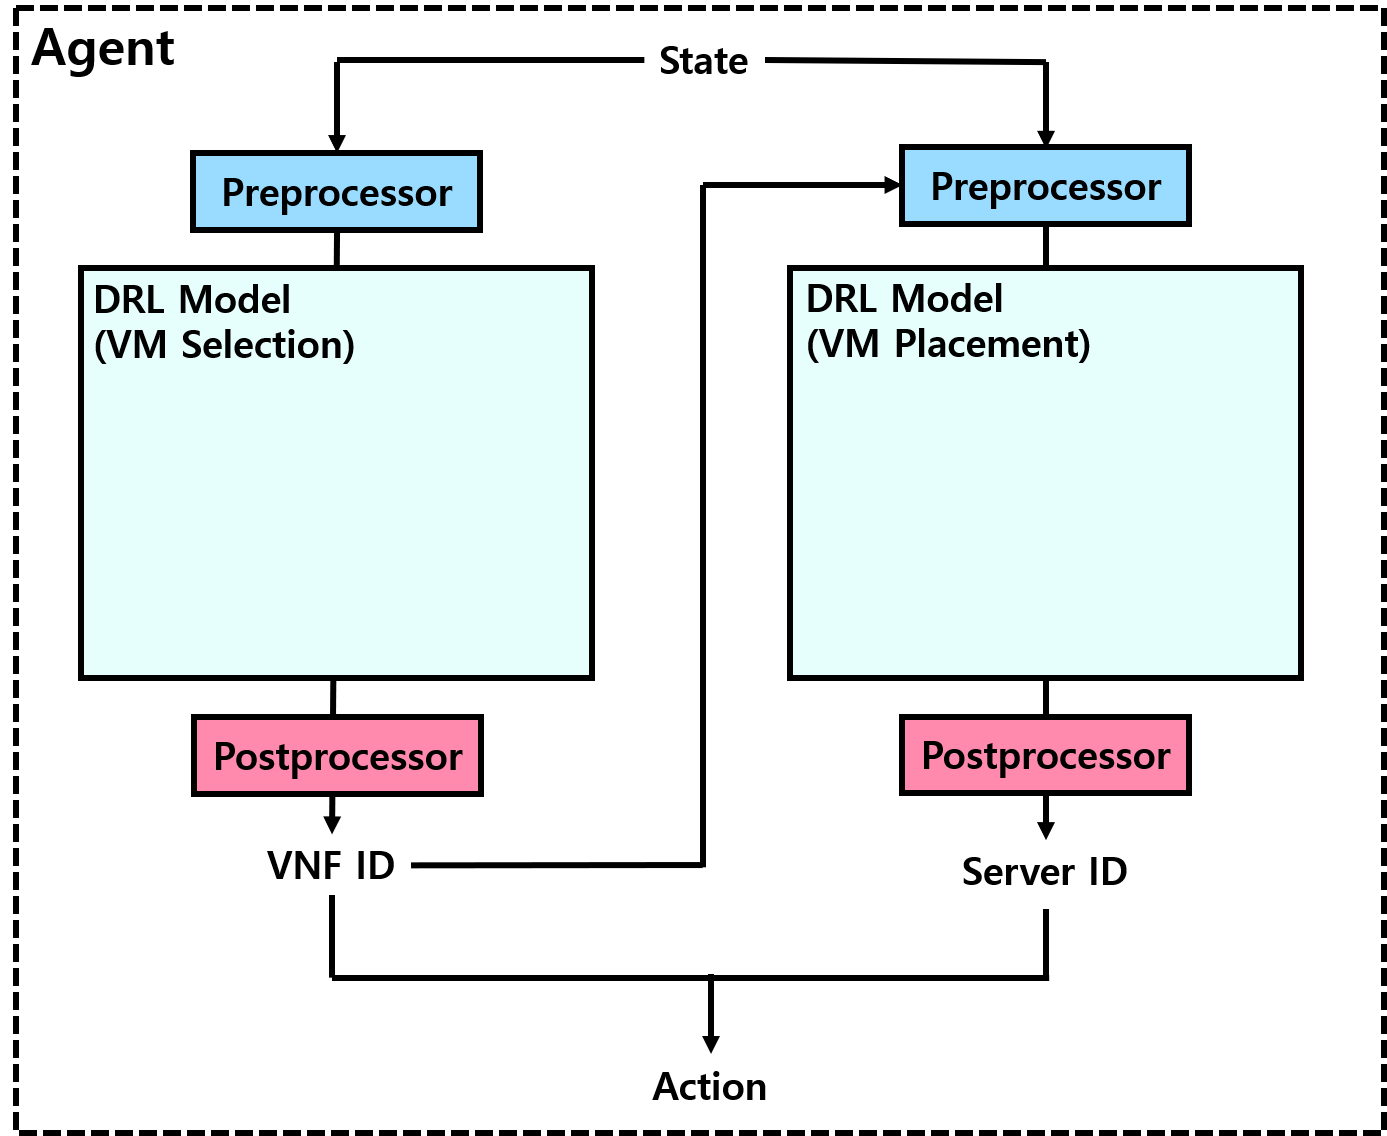 Agent
State
Preprocessor
Preprocessor
DRL Model
(VM Selection)
DRL Model
(VM Placement)
Postprocessor
Postprocessor
VNF ID
Server ID
Action